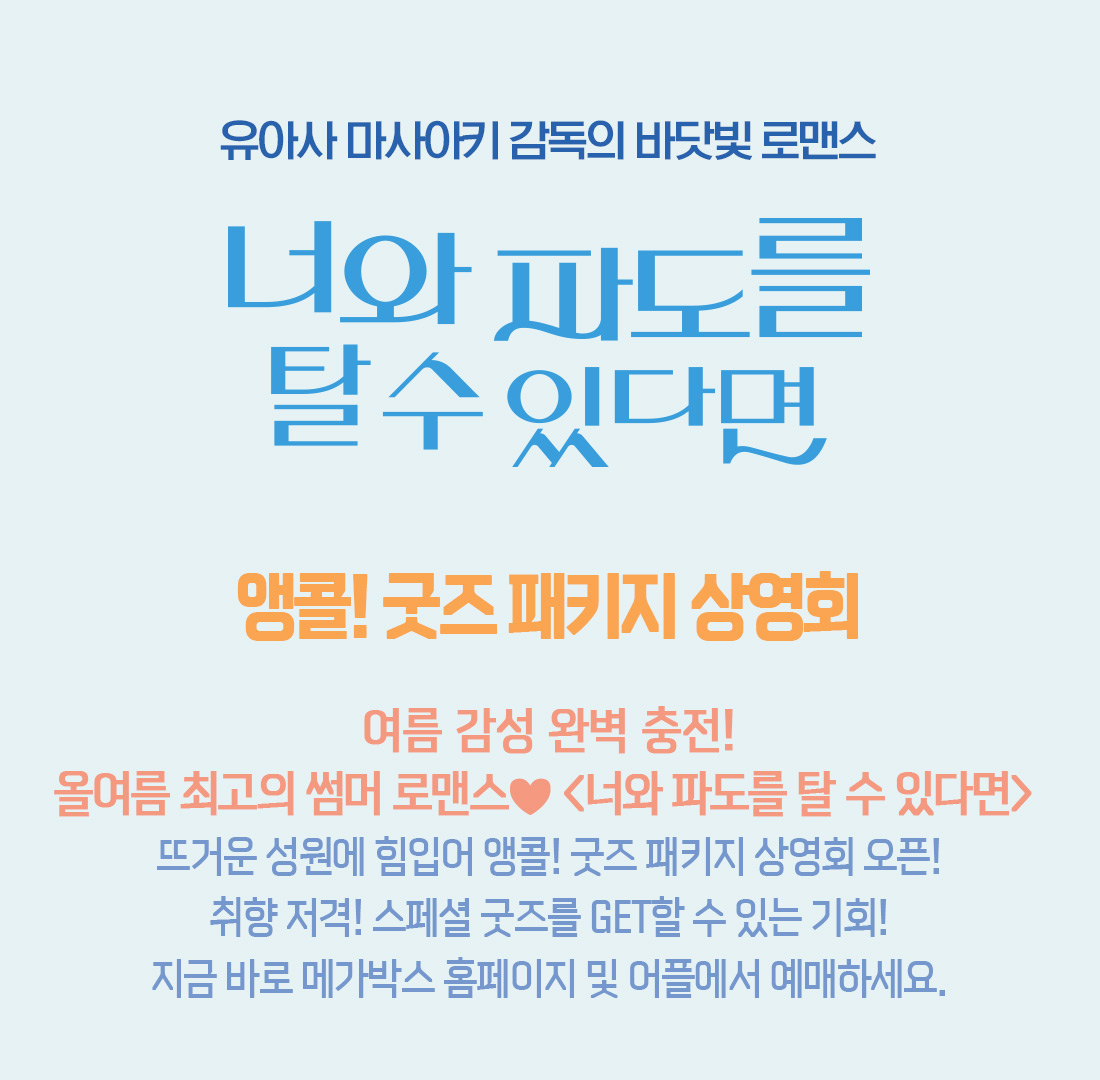 유아사 마사아키 감독의 바닷빛 로맨스
너와 파도를
탈 수 있다면
앵콜! 굿즈 패키지 상영회
여름 감성 완벽 충전!
올여름 최고의 썸머 로맨스♥ <너와 파도를 탈 수 있다면>
뜨거운 성원에 힘입어 앵콜! 굿즈 패키지 상영회 오픈!
취향 저격! 스페셜 굿즈를 GET할 수 있는 기회!
지금 바로 메가박스 홈페이지 및 어플에서 예매하세요.